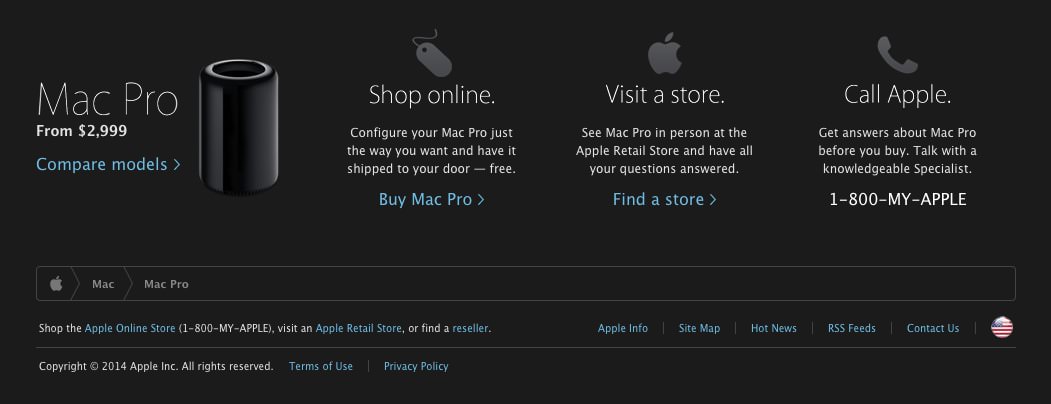 Mac Pro
From $2,999
Compare models >
Shop online.
Configure your Mac Pro just
the way you want and have it
shipped to your door — free.
Buy Mac Pro >
Visit a store.
See Mac Pro in person at the
Apple Retail Store and have all
your questions answered.
Find a store >
Call Apple.
Get answers about Mac Pro
before you buy. Talk with a
knowledgeable Specialist.
1-800-MY-APPLE
Mac
Mac Pro
Shop the Apple Online Store (1-800-MY-APPLE), visit an Apple Retail Store, or find a reseller.
Apple Info | Site Map | Hot News | RSS Feeds | Contact Us |
Copyright © 2014 Apple Inc. All rights reserved. Terms of Use | Privacy Policy